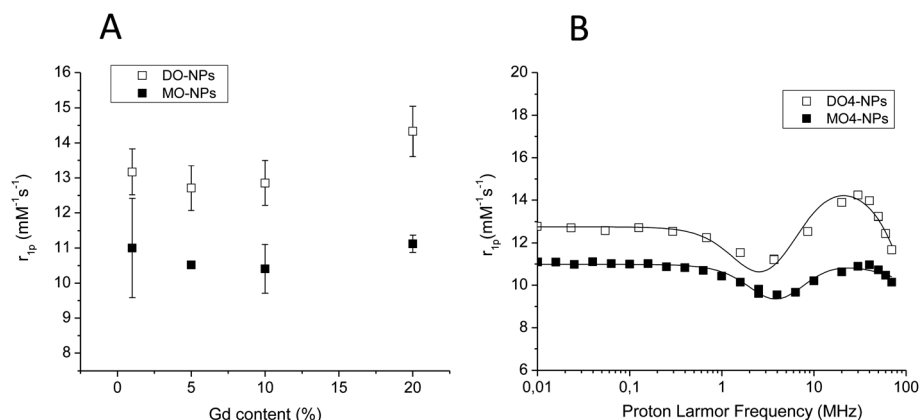 A
B
DO-NPs
MO-NPs
DO4-NPs
MO4-NPs
r1p (mM-1s-1)
16
15
14
13
12
11
10
9
8
0
5
10
15
20
Gd content (%)
r1p (mM-1s-1)
20
18
16
14
12
10
8
6
0,01
0,1
1
10
100
Proton Larmor Frequency (MHz)